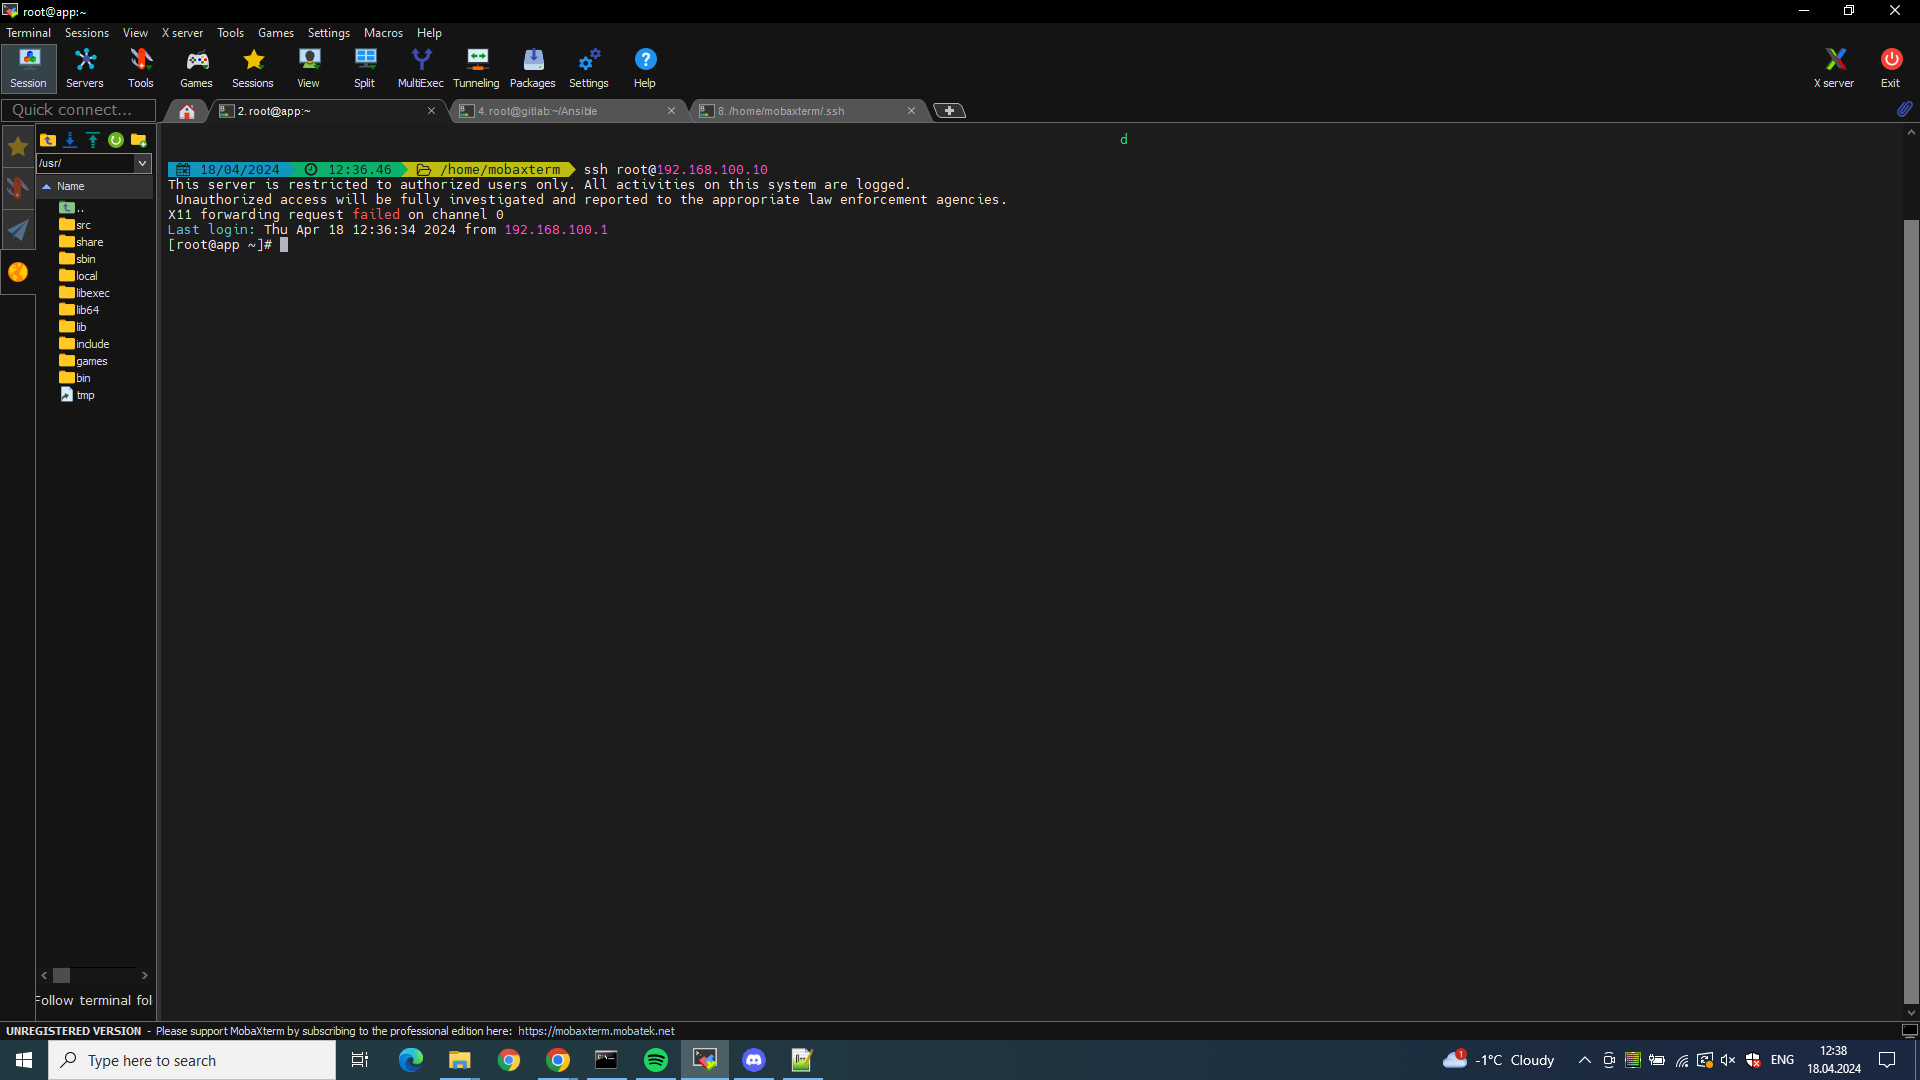 root@app:~
Terminal Sessions View X server Tools Games Settings Macros Help
Session Servers Tools Games Sessions View Split MultiExec Tunneling Packages Settings Help X server Exit
Quick connect... 2. root@app:~ 4. root@gitlab:~/Ansible 8. /home/mobaxterm/.ssh
d
/usr/
Name
..
src
share
sbin
local
libexec
lib64
lib
include
games
bin
tmp
18/04/2024 12:36.46 /home/mobaxterm ssh root@192.168.100.10
This server is restricted to authorized users only. All activities on this system are logged.
Unauthorized access will be fully investigated and reported to the appropriate law enforcement agencies.
X11 forwarding request failed on channel 0
Last login: Thu Apr 18 12:36:34 2024 from 192.168.100.1
[root@app ~]#
Follow terminal fol
UNREGISTERED VERSION - Please support MobaXterm by subscribing to the professional edition here: https://mobaxterm.mobatek.net
Type here to search 1 -1°C Cloudy ENG 12:38
18.04.2024